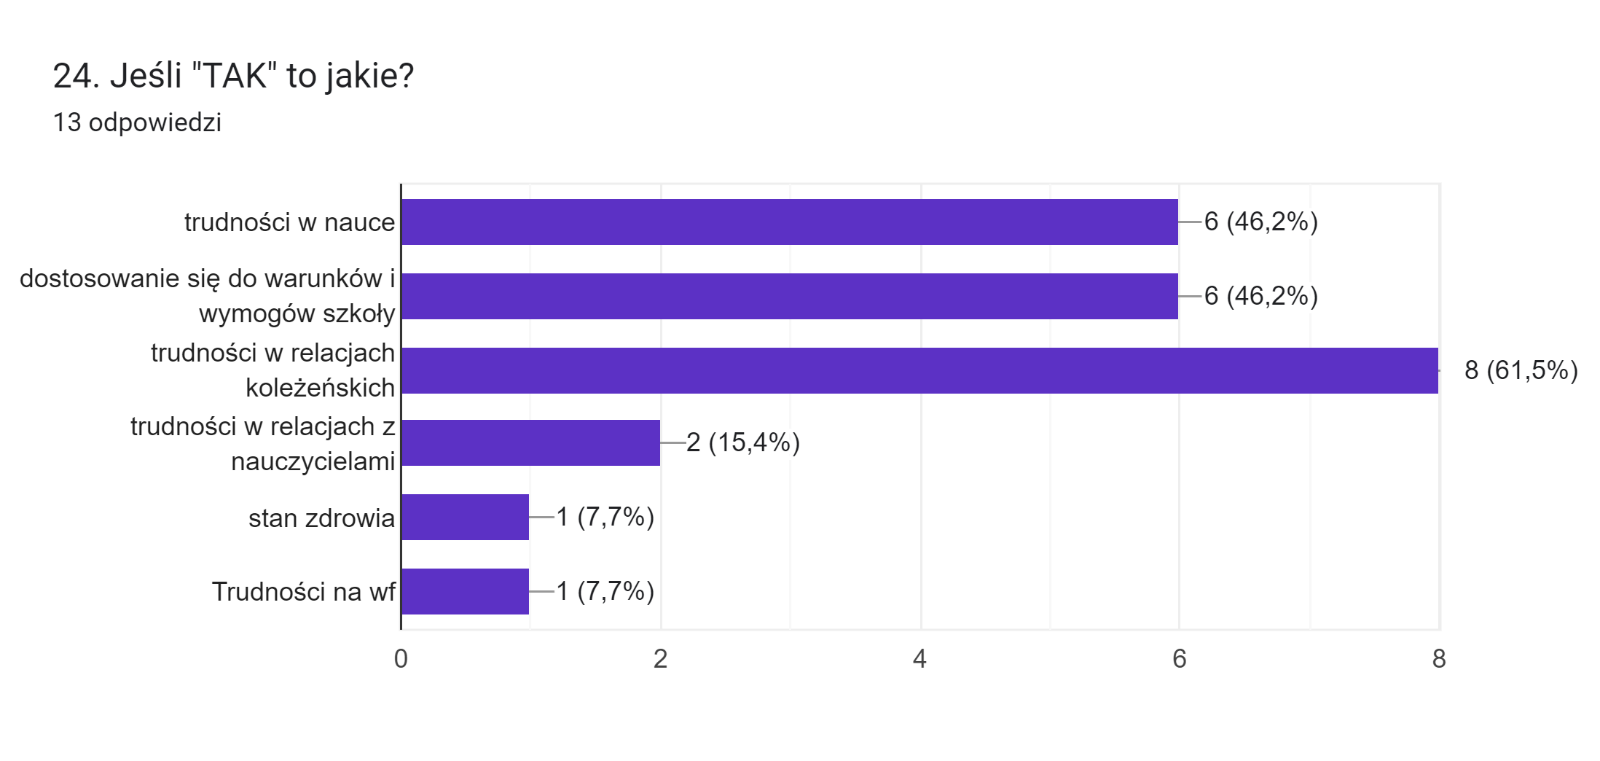 24. Jeśli "TAK" to jakie?
13 odpowiedzi
trudności w nauce
6 (46,2%)
dostosowanie się do warunków i
wymogów szkoły
6 (46,2%)
trudności w relacjach
koleżeńskich
8 (61,5%)
trudności w relacjach z
nauczycielami
2 (15,4%)
stan zdrowia
1 (7,7%)
Trudności na wf
1 (7,7%)
0 2 4 6 8